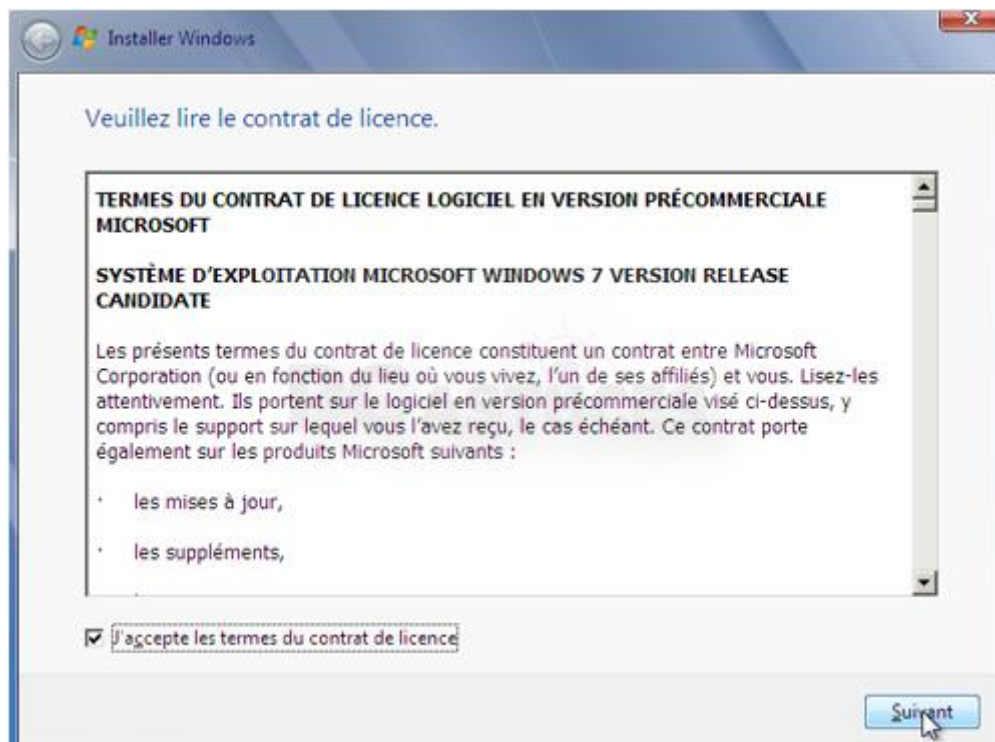 Installer Windows
Veuillez lire le contrat de licence.
TERMES DU CONTRAT DE LICENCE LOGICIEL EN VERSION PRÉCOMMERCIALE
MICROSOFT
SYSTÈME D'EXPLOITATION MICROSOFT WINDOWS 7 VERSION RELEASE
CANDIDATE
Les présents termes du contrat de licence constituent un contrat entre Microsoft
Corporation (ou en fonction du lieu où vous vivez, l'un de ses affiliés) et vous. Lisez-les
attentivement. Ils portent sur le logiciel en version précommerciale visé ci-dessus, y
compris le support sur lequel vous l'avez reçu, le cas échéant. Ce contrat porte
également sur les produits Microsoft suivants :
· les mises à jour,
· les suppléments,
J'accepte les termes du contrat de licence
Suivant